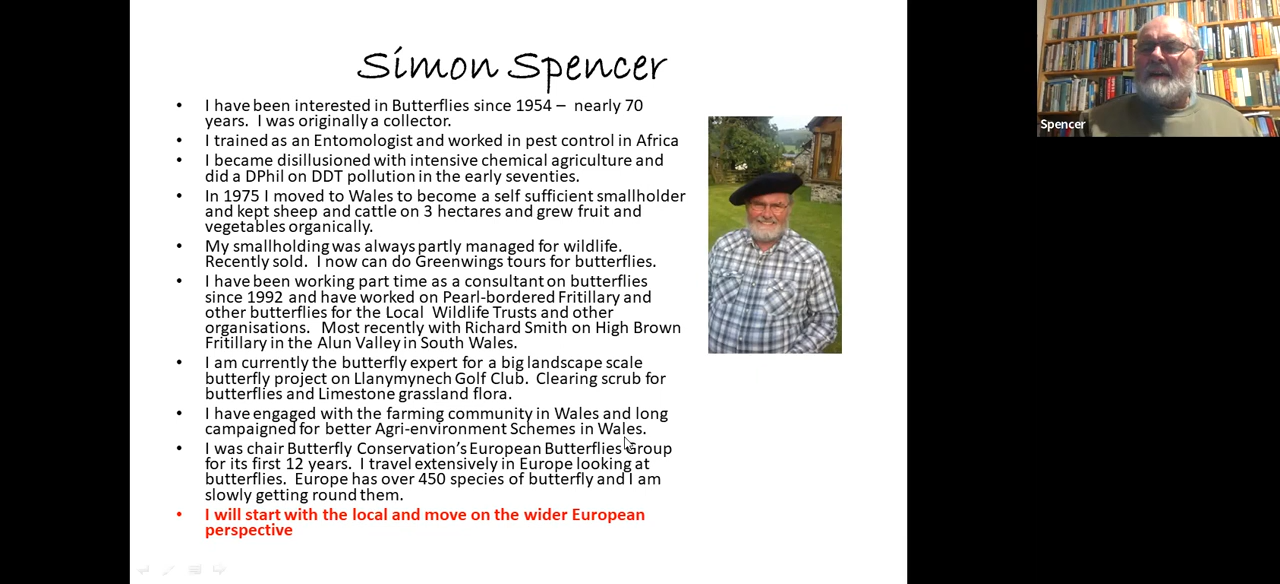 Simon Spencer
• I have been interested in Butterflies since 1954 – nearly 70
years. I was originally a collector.
• I trained as an Entomologist and worked in pest control in Africa
• I became disillusioned with intensive chemical agriculture and
did a DPhil on DDT pollution in the early seventies.
• In 1975 I moved to Wales to become a self sufficient smallholder
and kept sheep and cattle on 3 hectares and grew fruit and
vegetables organically.
• My smallholding was always partly managed for wildlife.
Recently sold. I now can do Greenwings tours for butterflies.
• I have been working part time as a consultant on butterflies
since 1992 and have worked on Pearl-bordered Fritillary and
other butterflies for the Local Wildlife Trusts and other
organisations. Most recently with Richard Smith on High Brown
Fritillary in the Alun Valley in South Wales.
• I am currently the butterfly expert for a big landscape scale
butterfly project on Llanymynech Golf Club. Clearing scrub for
butterflies and Limestone grassland flora.
• I have engaged with the farming community in Wales and long
campaigned for better Agri-environment Schemes in Wales.
• I was chair Butterfly Conservation's European Butterflies Group
for its first 12 years. I travel extensively in Europe looking at
butterflies. Europe has over 450 species of butterfly and I am
slowly getting round them.
• I will start with the local and move on the wider European
perspective
Spencer